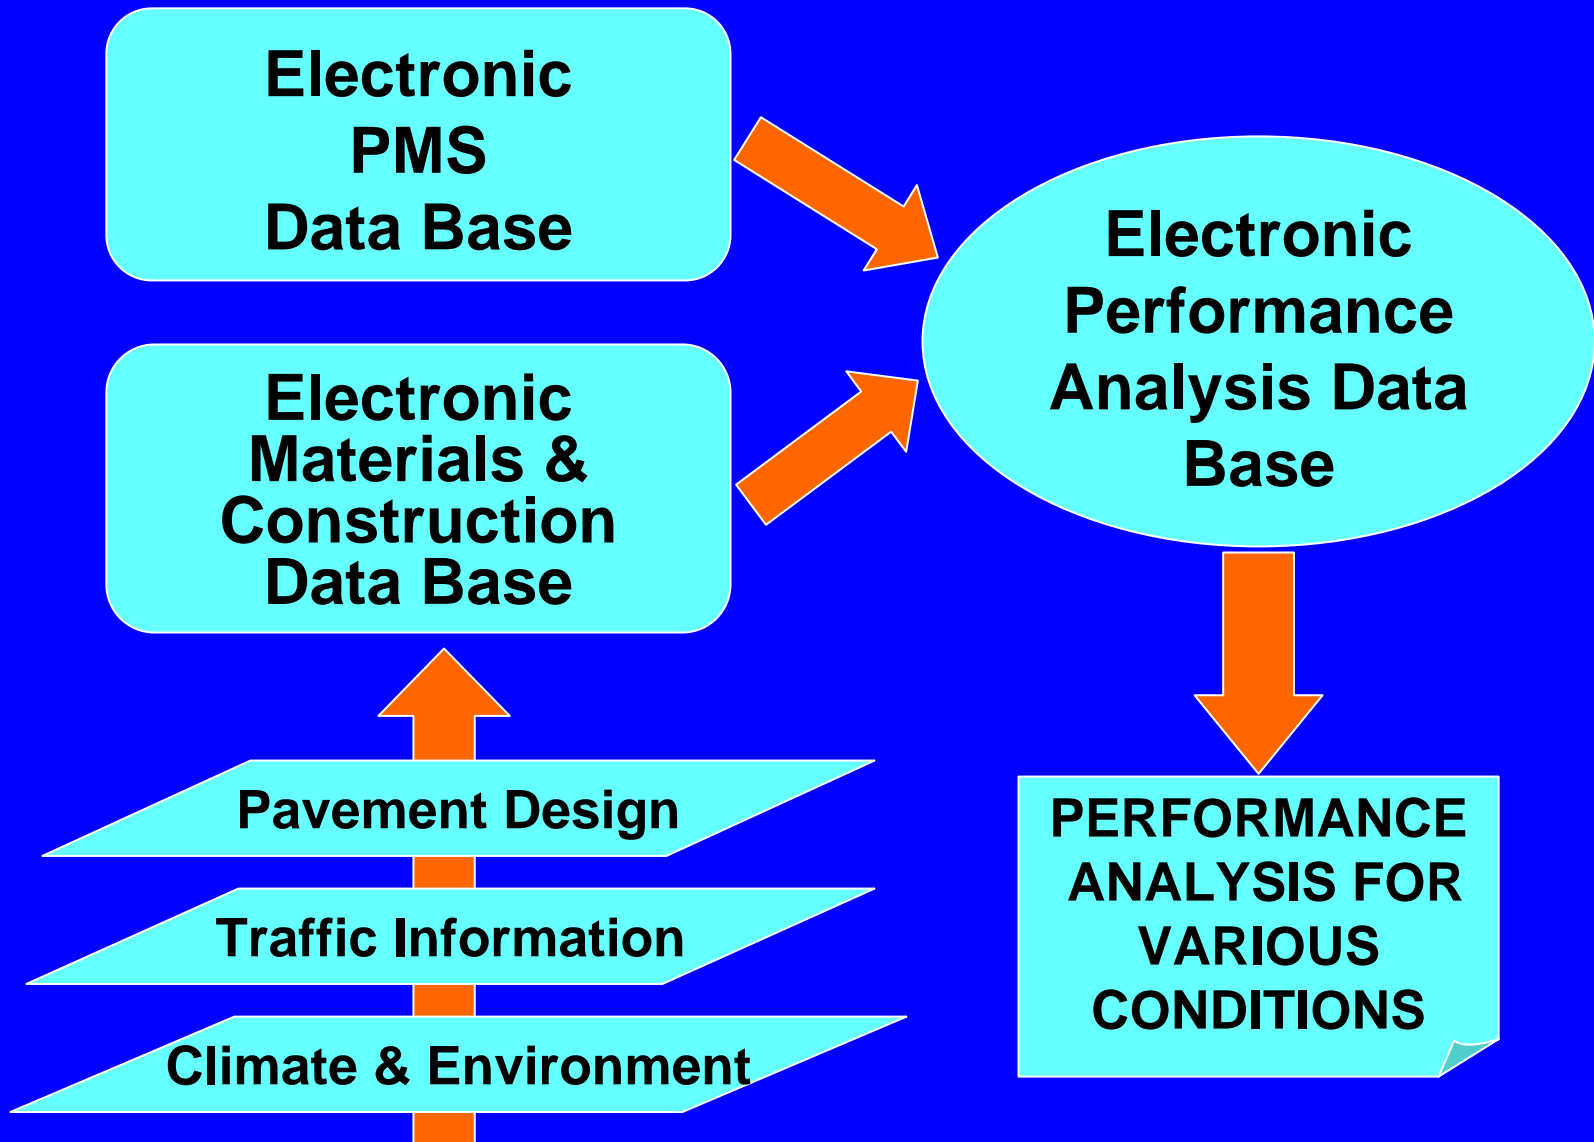 Electronic
PMS
Data Base
Electronic
Materials &
Construction
Data Base
Electronic
Performance
Analysis Data
Base
Pavement Design
Traffic Information
Climate & Environment
PERFORMANCE
ANALYSIS FOR
VARIOUS
CONDITIONS